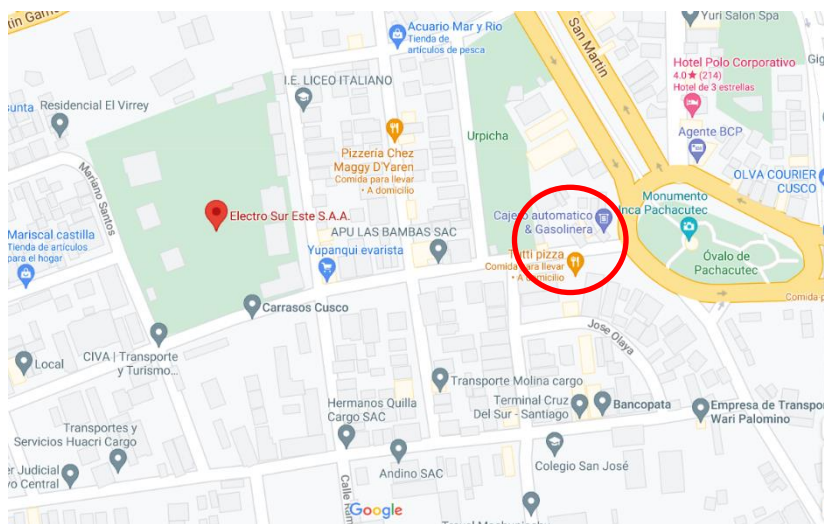 Acuario Mar y Rio
Tienda de
artículos de pesca
San Martin
Yuri Salon Spa
Hotel Polo Corporativo
4.0★ (214)
Hotel de 3 estrellas
I.E. LICEO ITALIANO
Residencial El Virrey
Urpicha
Pizzeria Chez
Maggy D'Yaren
Comida para llevar
• A domicilio
Agente BCP
OLVA COURIER
CUSCO
Mariano Santos
Monumento
Inca Pachacutec
Electro Sur Este S.A.A.
Cajero automatico
& Gasolinera
APU LAS BAMBAS SAC
Mariscal castilla
Tienda de artículos
para el hogar
Yupanqui evarista
Tutti pizza
Comida para llevar
• A domicilio
Óvalo de
Pachacutec
Carrasos Cusco
Jose Olaya
Local
CIVA | Transporte
y Turismo...
Transporte Molina cargo
Hermanos Quilla
Cargo SAC
Terminal Cruz
Del Sur - Santiago
Bancopata
Empresa de Transpo
Wari Palomino
Transportes y
Servicios Huacri Cargo
Andino SAC
Colegio San José
Calle
Google